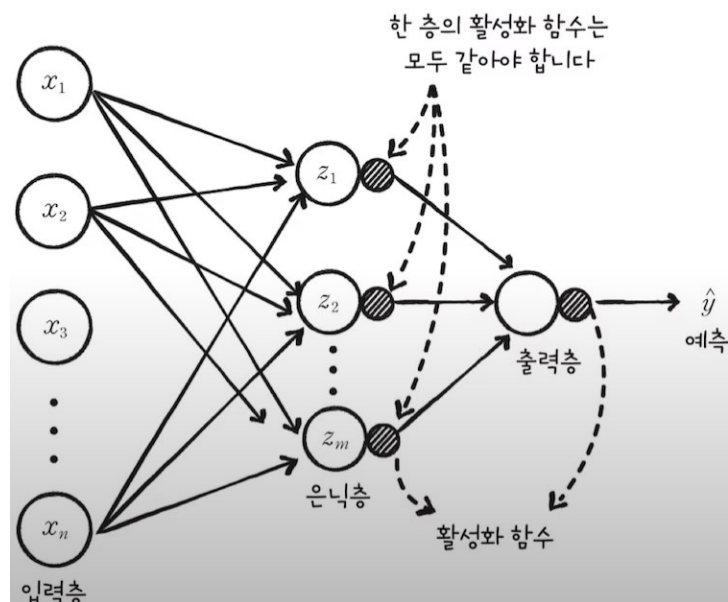 한 층의 활성화 함수는
모두 같아야 합니다
x₁
z₁
x₂
z₂
ŷ
예측
x₃
출력층
zₘ
은닉층
xₙ
활성화 함수
입력층